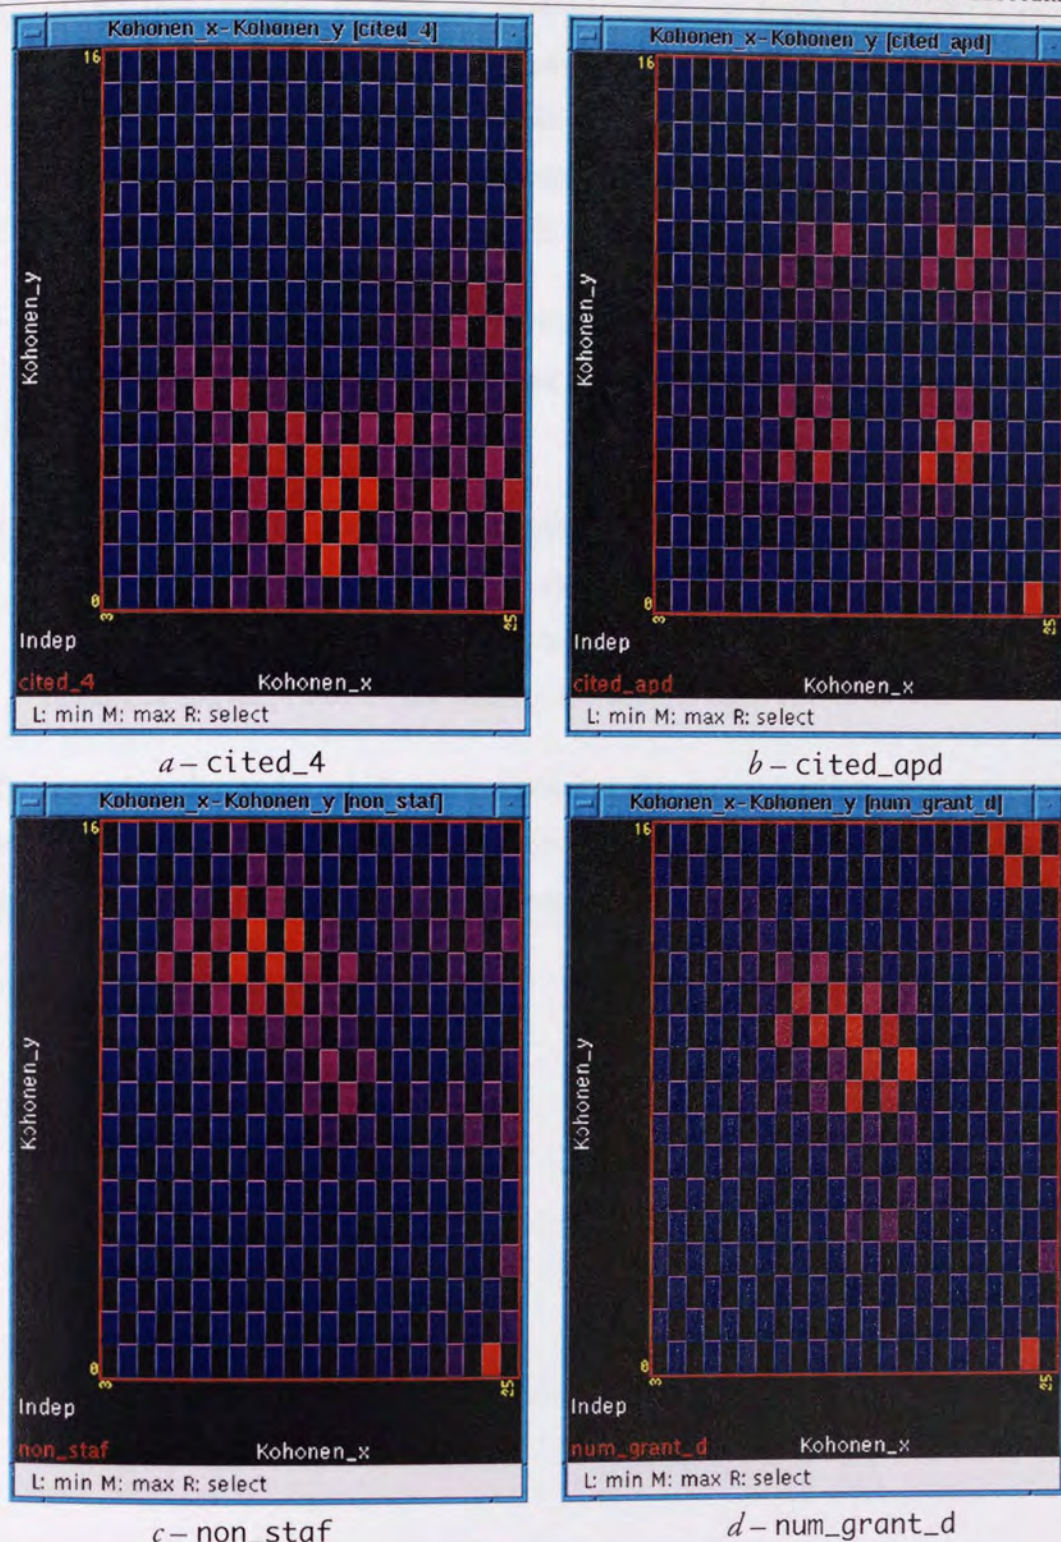 Kohonen_x-Kohonen_y [cited_4]
16
Kohonen_y
0
3
25
Indep
cited_4
Kohonen_x
L: min M: max R: select
a – cited_4
Kohonen_x-Kohonen_y [cited_apd]
16
Kohonen_y
0
3
25
Indep
cited_apd
Kohonen_x
L: min M: max R: select
b – cited_apd
Kohonen_x-Kohonen_y [non_staf]
16
Kohonen_y
0
3
25
Indep
non_staf
Kohonen_x
L: min M: max R: select
c – non_staf
Kohonen_x-Kohonen_y [num_grant_d]
16
Kohonen_y
0
3
25
Indep
num_grant_d
Kohonen_x
L: min M: max R: select
d – num_grant_d